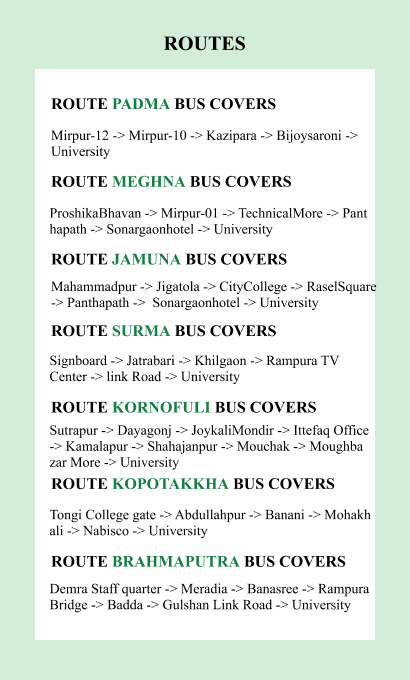 ROUTES
ROUTE PADMA BUS COVERS
Mirpur-12 -> Mirpur-10 -> Kazipara -> Bijoysaroni ->
University
ROUTE MEGHNA BUS COVERS
ProshikaBhavan -> Mirpur-01 -> TechnicalMore -> Pant
hapath -> Sonargaonhotel -> University
ROUTE JAMUNA BUS COVERS
Mahammadpur -> Jigatola -> CityCollege -> RaselSquare
-> Panthapath -> Sonargaonhotel -> University
ROUTE SURMA BUS COVERS
Signboard -> Jatrabari -> Khilgaon -> Rampura TV
Center -> link Road -> University
ROUTE KORNOFULI BUS COVERS
Sutrapur -> Dayagonj -> JoykaliMondir -> Ittefaq Office
-> Kamalapur -> Shahajanpur -> Mouchak -> Moughba
zar More -> University
ROUTE KOPOTAKKHA BUS COVERS
Tongi College gate -> Abdullahpur -> Banani -> Mohakh
ali -> Nabisco -> University
ROUTE BRAHMAPUTRA BUS COVERS
Demra Staff quarter -> Meradia -> Banasree -> Rampura
Bridge -> Badda -> Gulshan Link Road -> University